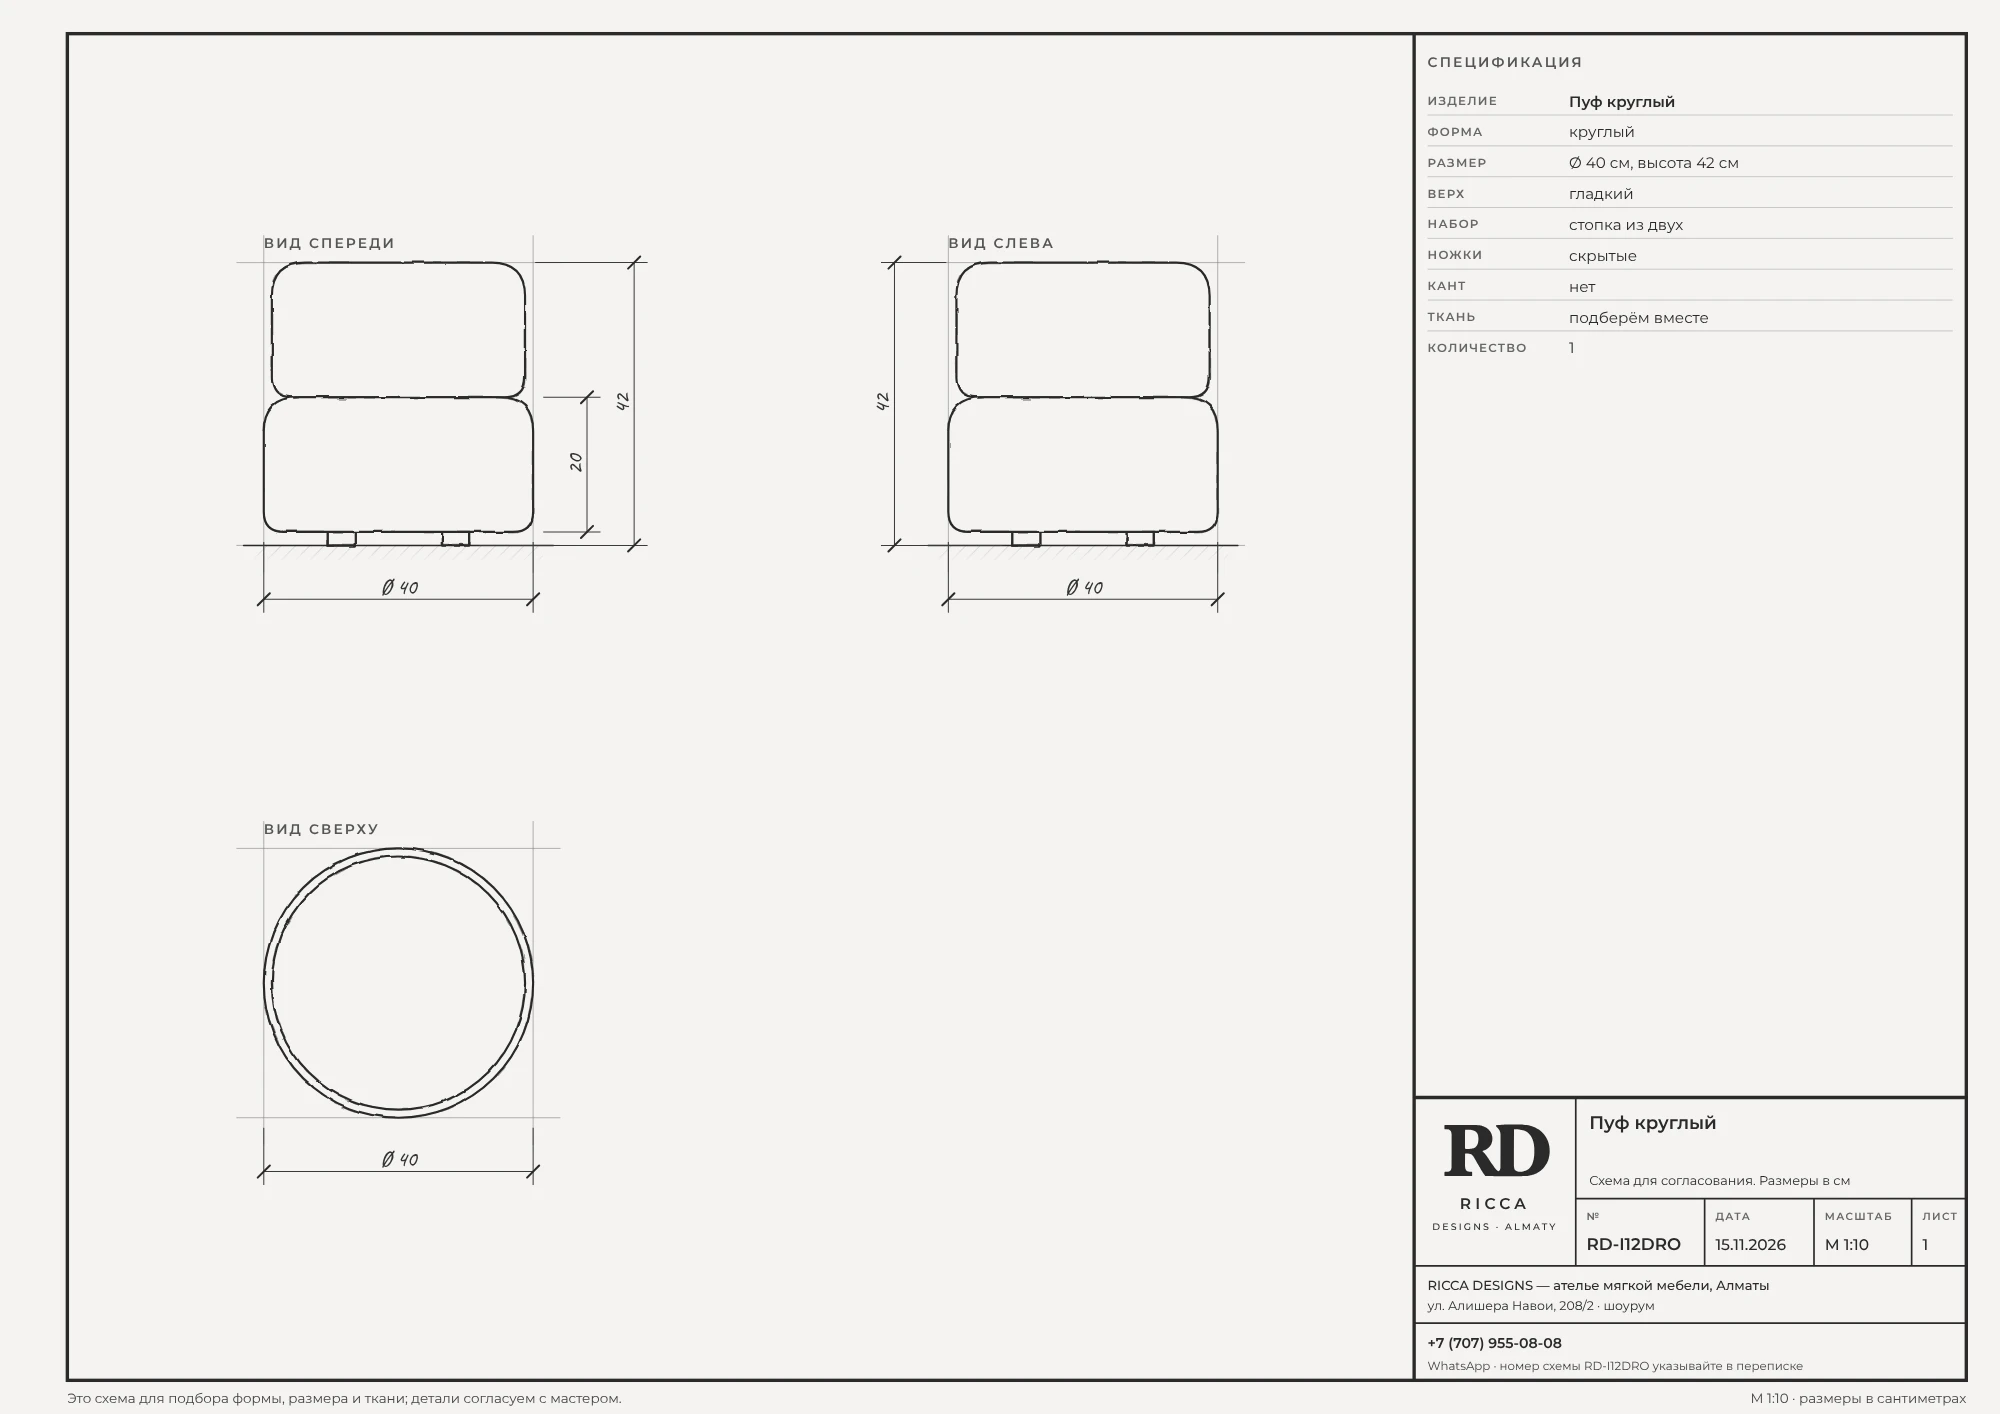 ВИД СПЕРЕДИ
42
20
Ø 40
ВИД СЛЕВА
42
Ø 40
ВИД СВЕРХУ
Ø 40
СПЕЦИФИКАЦИЯ
ИЗДЕЛИЕ Пуф круглый
ФОРМА круглый
РАЗМЕР Ø 40 см, высота 42 см
ВЕРХ гладкий
НАБОР стопка из двух
НОЖКИ скрытые
КАНТ нет
ТКАНЬ подберём вместе
КОЛИЧЕСТВО 1
RD
RICCA
DESIGNS · ALMATY
Пуф круглый
Схема для согласования. Размеры в см
№ ДАТА МАСШТАБ ЛИСТ
RD-I12DRO 15.11.2026 М 1:10 1
RICCA DESIGNS — ателье мягкой мебели, Алматы
ул. Алишера Навои, 208/2 · шоурум
+7 (707) 955-08-08
WhatsApp · номер схемы RD-I12DRO указывайте в переписке
Это схема для подбора формы, размера и ткани; детали согласуем с мастером.
М 1:10 · размеры в сантиметрах